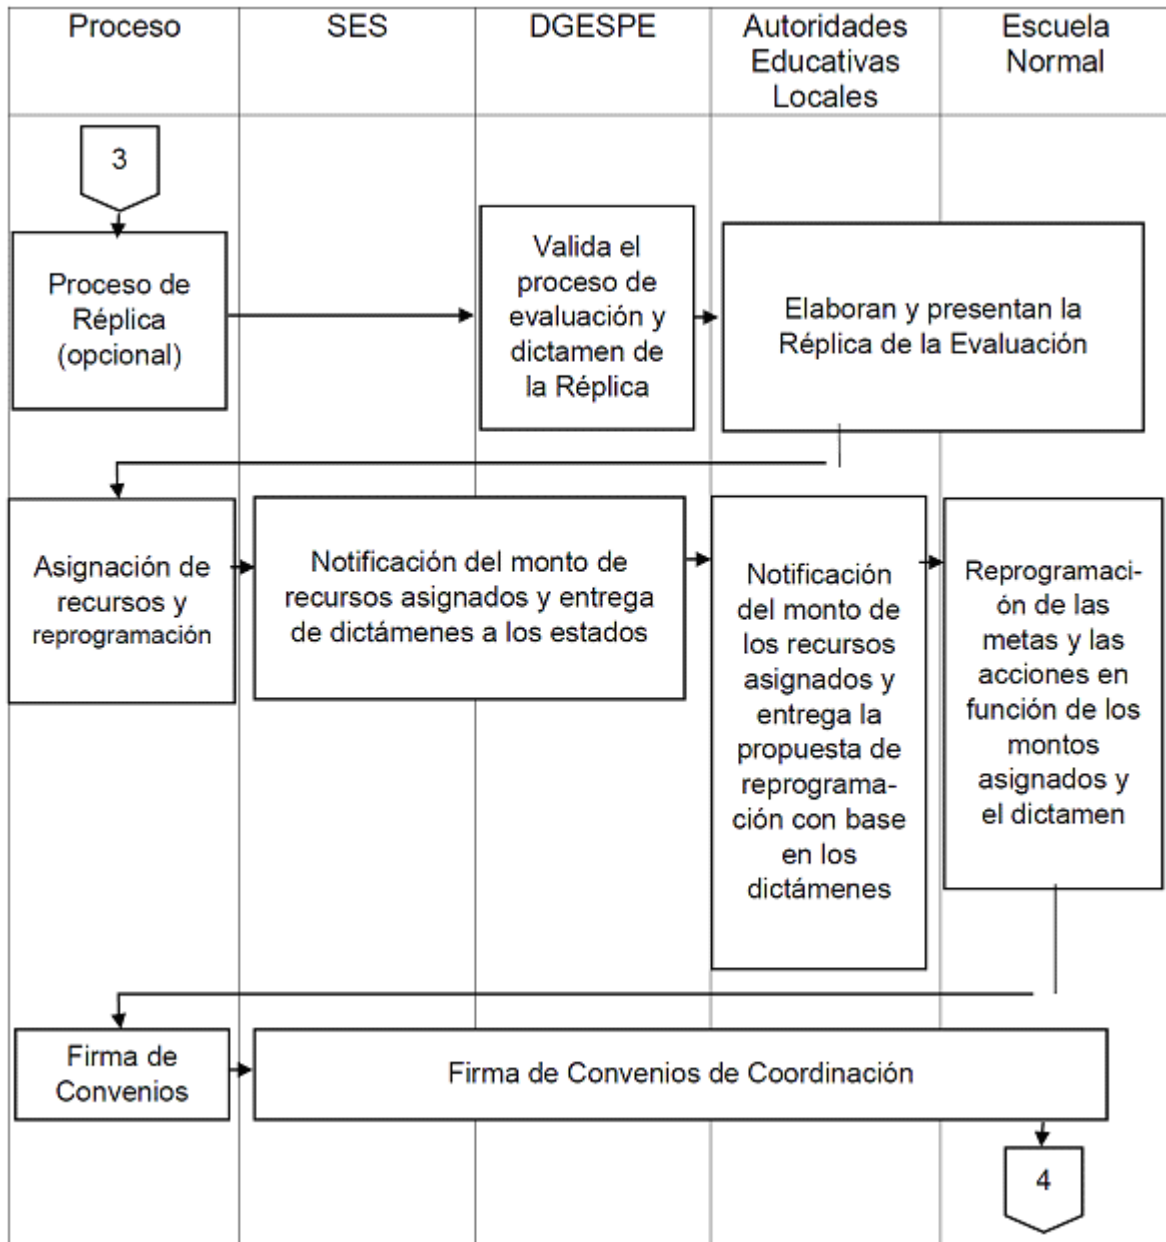 Proceso
SES
DGESPE
Autoridades
Educativas
Locales
Escuela
Normal
3
Proceso de
Réplica
(opcional)
Valida el
proceso de
evaluación y
dictamen de
la Réplica
Elaboran y presentan la
Réplica de la Evaluación
Asignación de
recursos y
reprogramación
Notificación del monto de
recursos asignados y entrega
de dictámenes a los estados
Notificación
del monto de
los recursos
asignados y
entrega la
propuesta de
reprograma-
ción con base
en los
dictámenes
Reprogramaci-
ón de las
metas y las
acciones en
función de los
montos
asignados y
el dictamen
Firma de
Convenios
Firma de Convenios de Coordinación
4